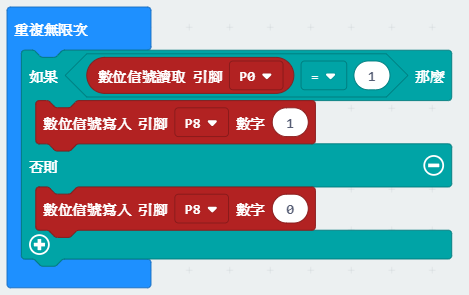 重複無限次
如果 數位信號讀取 引腳 P0 = 1 那麼
數位信號寫入 引腳 P8 數字 1
否則
數位信號寫入 引腳 P8 數字 0